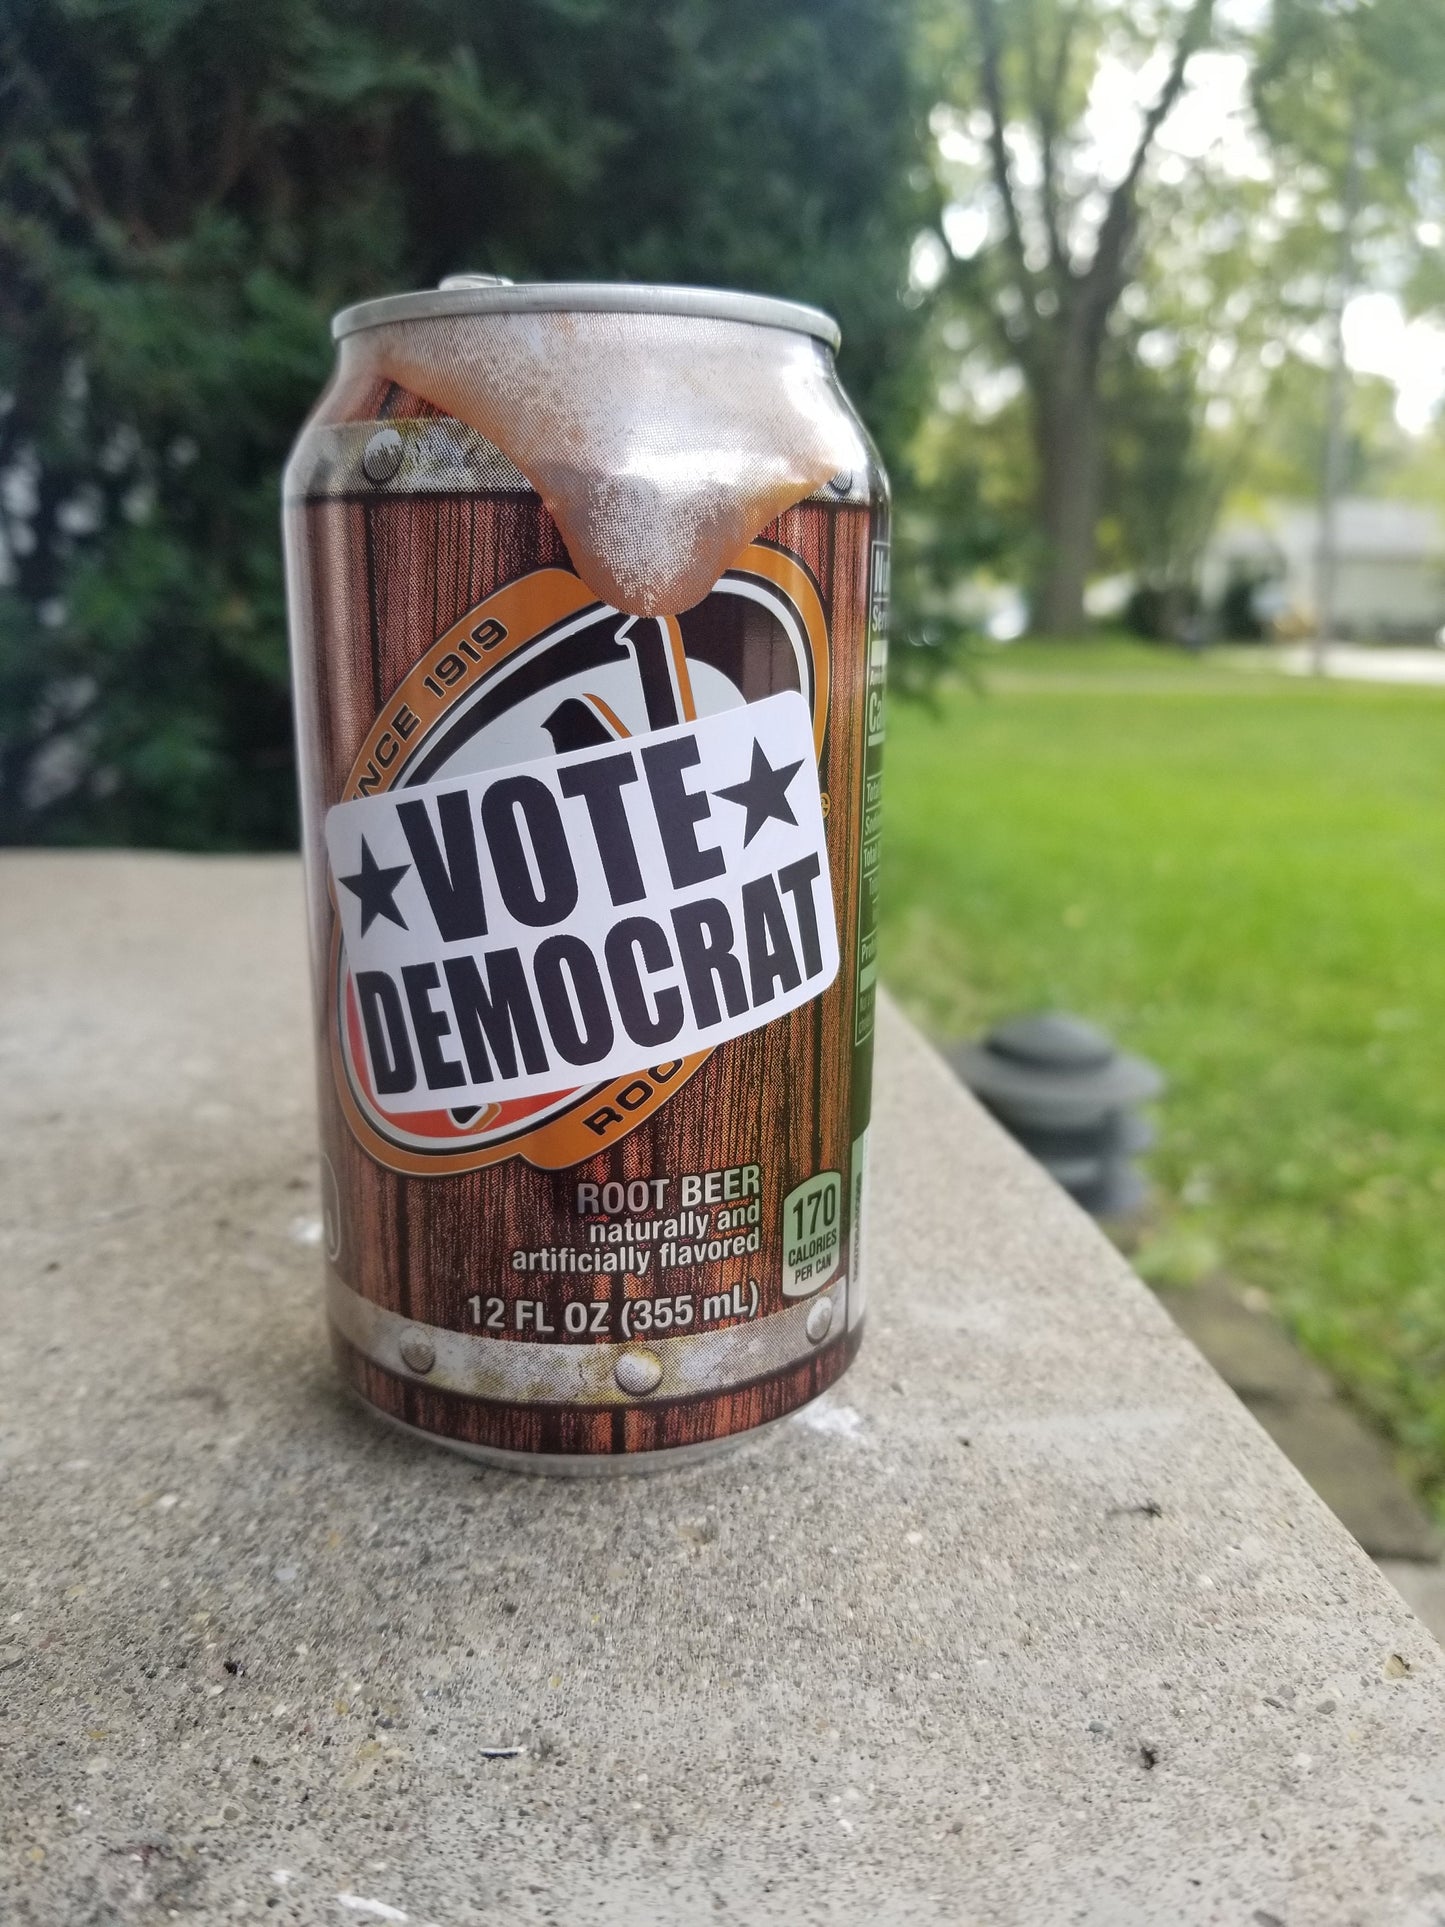 SINCE 1919
★ VOTE ★
DEMOCRAT
ROOT BEER
naturally and
artificially flavored
12 FL OZ (355 mL)
170
CALORIES
PER CAN